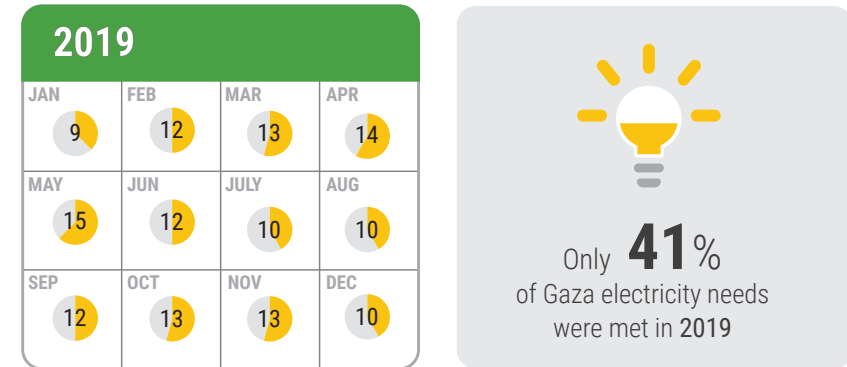 2019
JAN FEB MAR APR
9 12 13 14
MAY JUN JULY AUG
15 12 10 10
SEP OCT NOV DEC
12 13 13 10
Only 41%
of Gaza electricity needs
were met in 2019